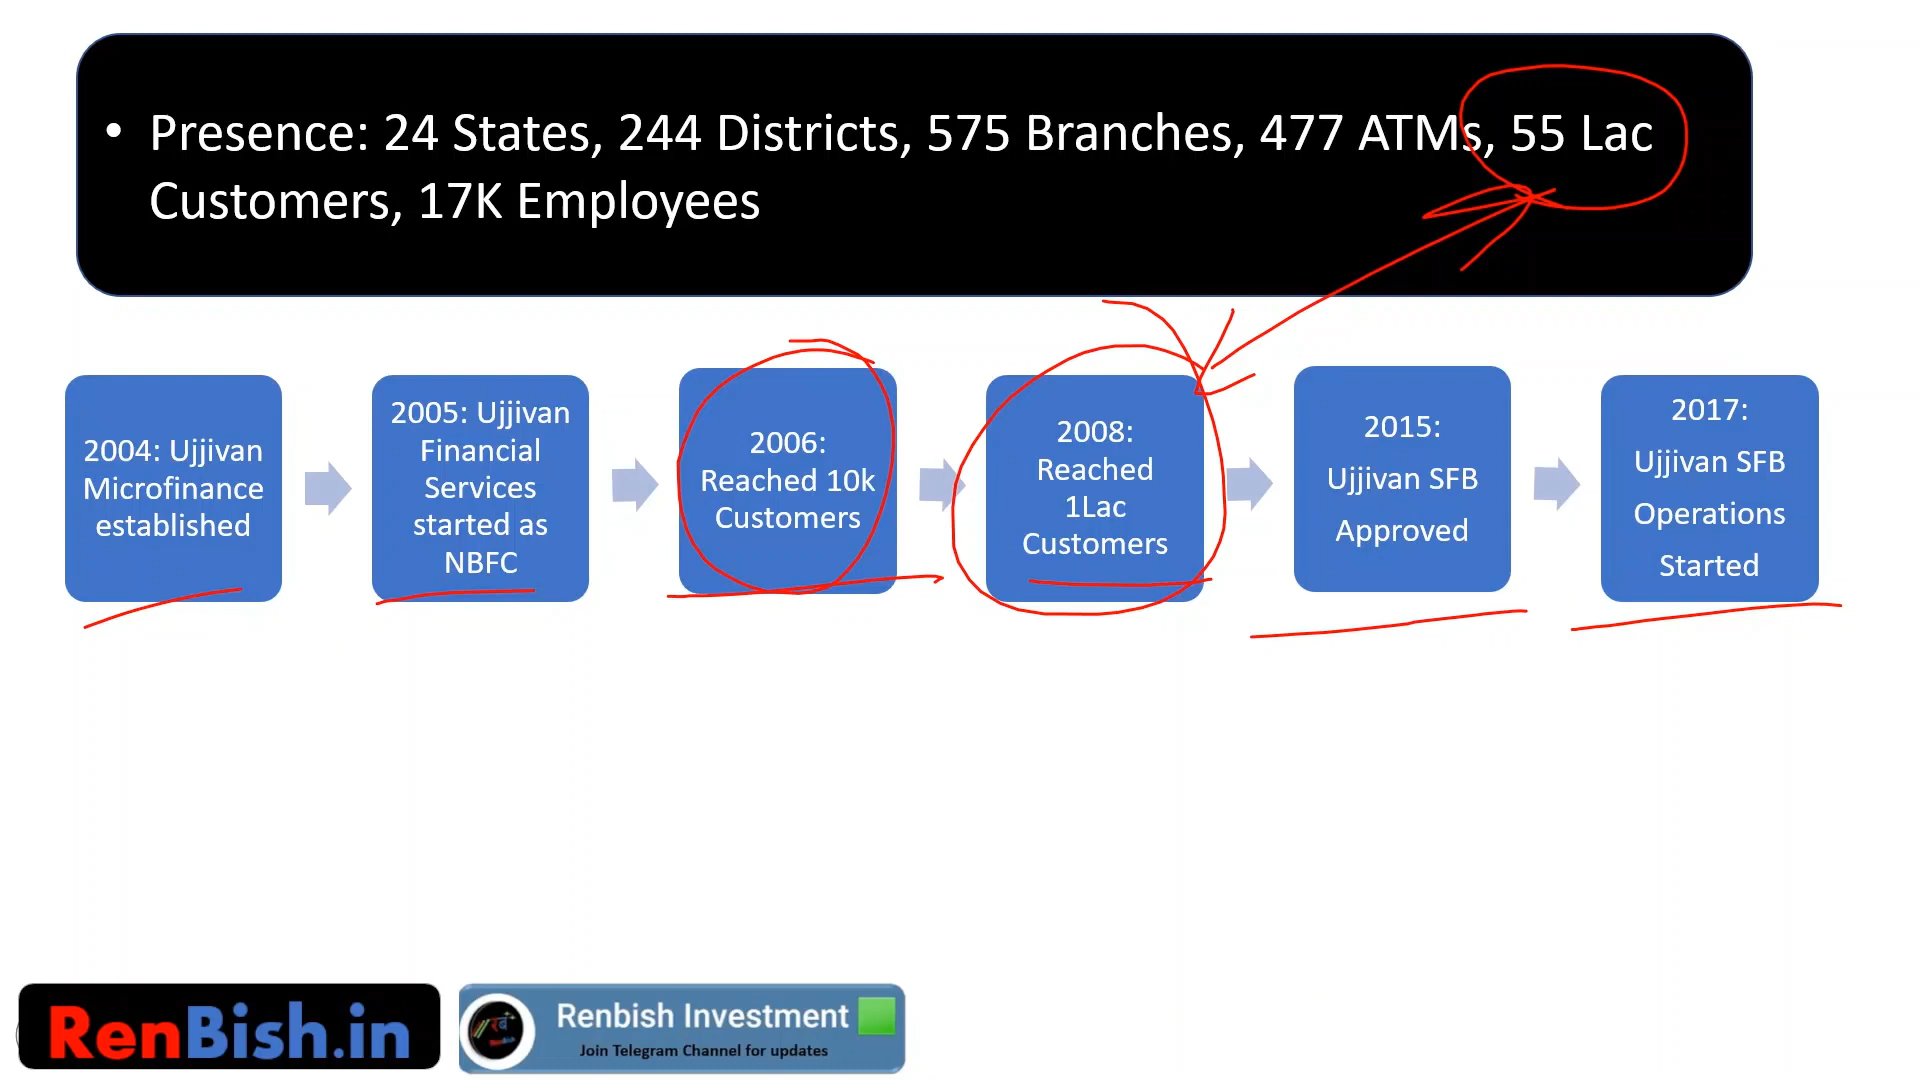 • Presence: 24 States, 244 Districts, 575 Branches, 477 ATMs, 55 Lac
Customers, 17K Employees
2004: Ujjivan
Microfinance
established
2005: Ujjivan
Financial
Services
started as
NBFC
2006:
Reached 10k
Customers
2008:
Reached
1Lac
Customers
2015:
Ujjivan SFB
Approved
2017:
Ujjivan SFB
Operations
Started
RenBish.in
Renbish Investment
Join Telegram Channel for updates